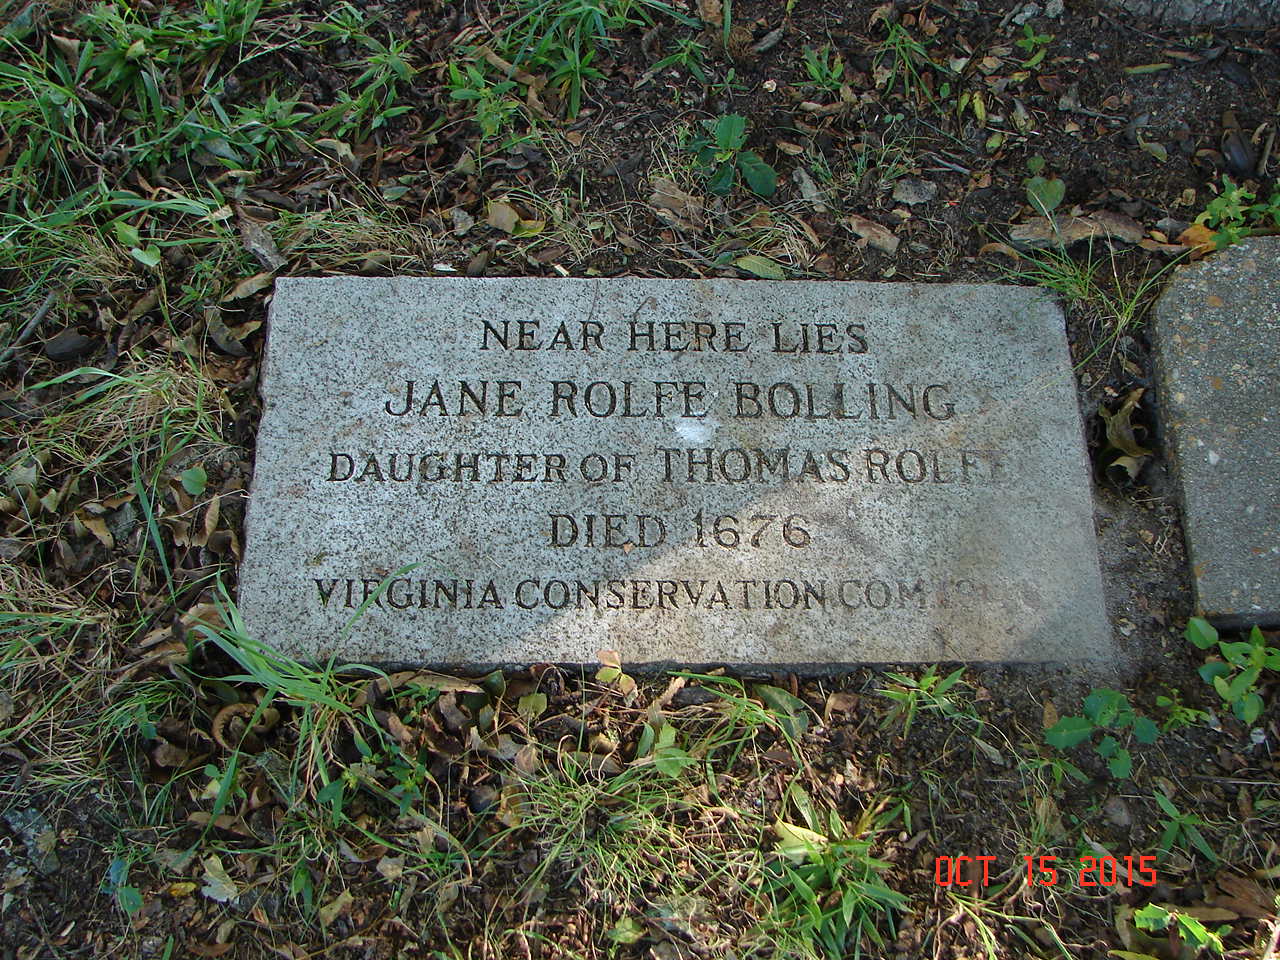 NEAR HERE LIES
JANE ROLFE BOLLING
DAUGHTER OF THOMAS ROLFE
DIED 1676
VIRGINIA CONSERVATION
OCT 15 2015